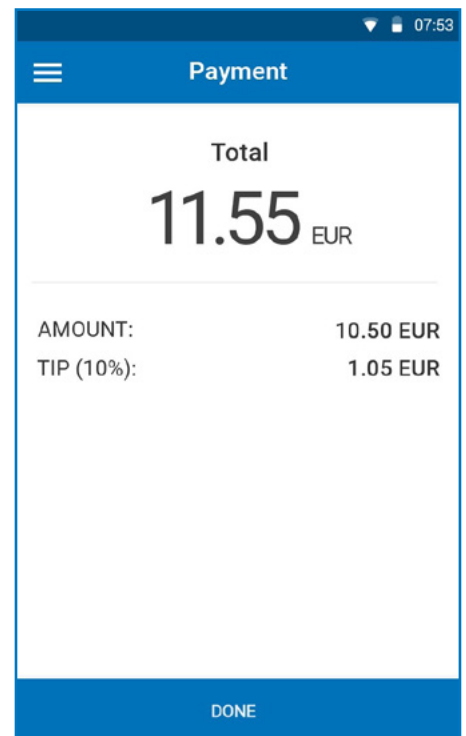 07:53
Payment
Total
11.55 EUR
AMOUNT: 10.50 EUR
TIP (10%): 1.05 EUR
DONE